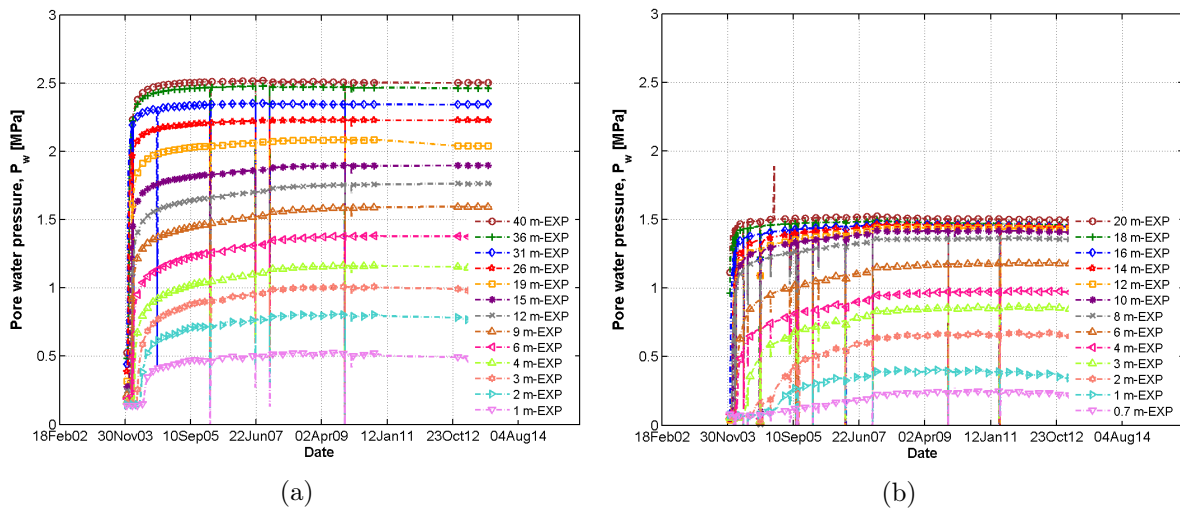 3
2.5
2
1.5
1
0.5
0
Pore water pressure, P_w [MPa]
18Feb02 30Nov03 10Sep05 22Jun07 02Apr09 12Jan11 23Oct12 04Aug14
Date
40 m-EXP
36 m-EXP
31 m-EXP
26 m-EXP
19 m-EXP
15 m-EXP
12 m-EXP
9 m-EXP
6 m-EXP
4 m-EXP
3 m-EXP
2 m-EXP
1 m-EXP
(a)
3
2.5
2
1.5
1
0.5
0
Pore water pressure, P_w [MPa]
18Feb02 30Nov03 10Sep05 22Jun07 02Apr09 12Jan11 23Oct12 04Aug14
Date
20 m-EXP
18 m-EXP
16 m-EXP
14 m-EXP
12 m-EXP
10 m-EXP
8 m-EXP
6 m-EXP
4 m-EXP
3 m-EXP
2 m-EXP
1 m-EXP
0.7 m-EXP
(b)